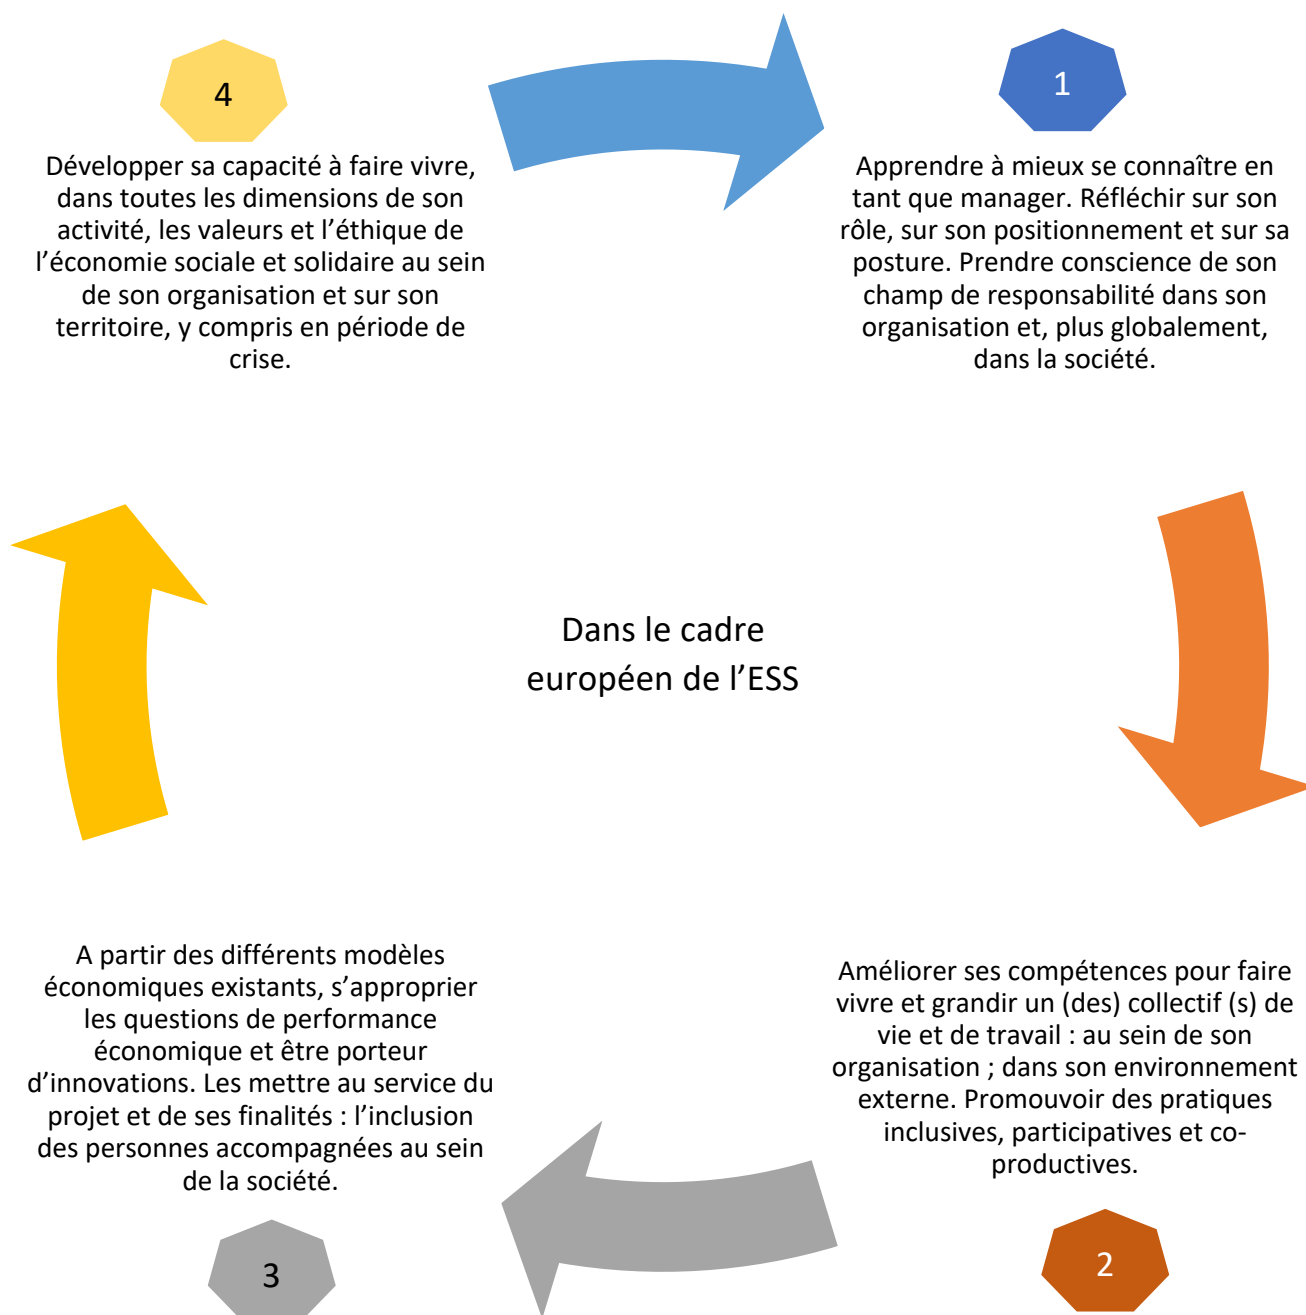 4
Développer sa capacité à faire vivre,
dans toutes les dimensions de son
activité, les valeurs et l’éthique de
l’économie sociale et solidaire au sein
de son organisation et sur son
territoire, y compris en période de
crise.
1
Apprendre à mieux se connaître en
tant que manager. Réfléchir sur son
rôle, sur son positionnement et sur sa
posture. Prendre conscience de son
champ de responsabilité dans son
organisation et, plus globalement,
dans la société.
Dans le cadre
européen de l’ESS
A partir des différents modèles
économiques existants, s’approprier
les questions de performance
économique et être porteur
d’innovations. Les mettre au service du
projet et de ses finalités : l’inclusion
des personnes accompagnées au sein
de la société.
3
Améliorer ses compétences pour faire
vivre et grandir un (des) collectif (s) de
vie et de travail : au sein de son
organisation ; dans son environnement
externe. Promouvoir des pratiques
inclusives, participatives et co-
productives.
2